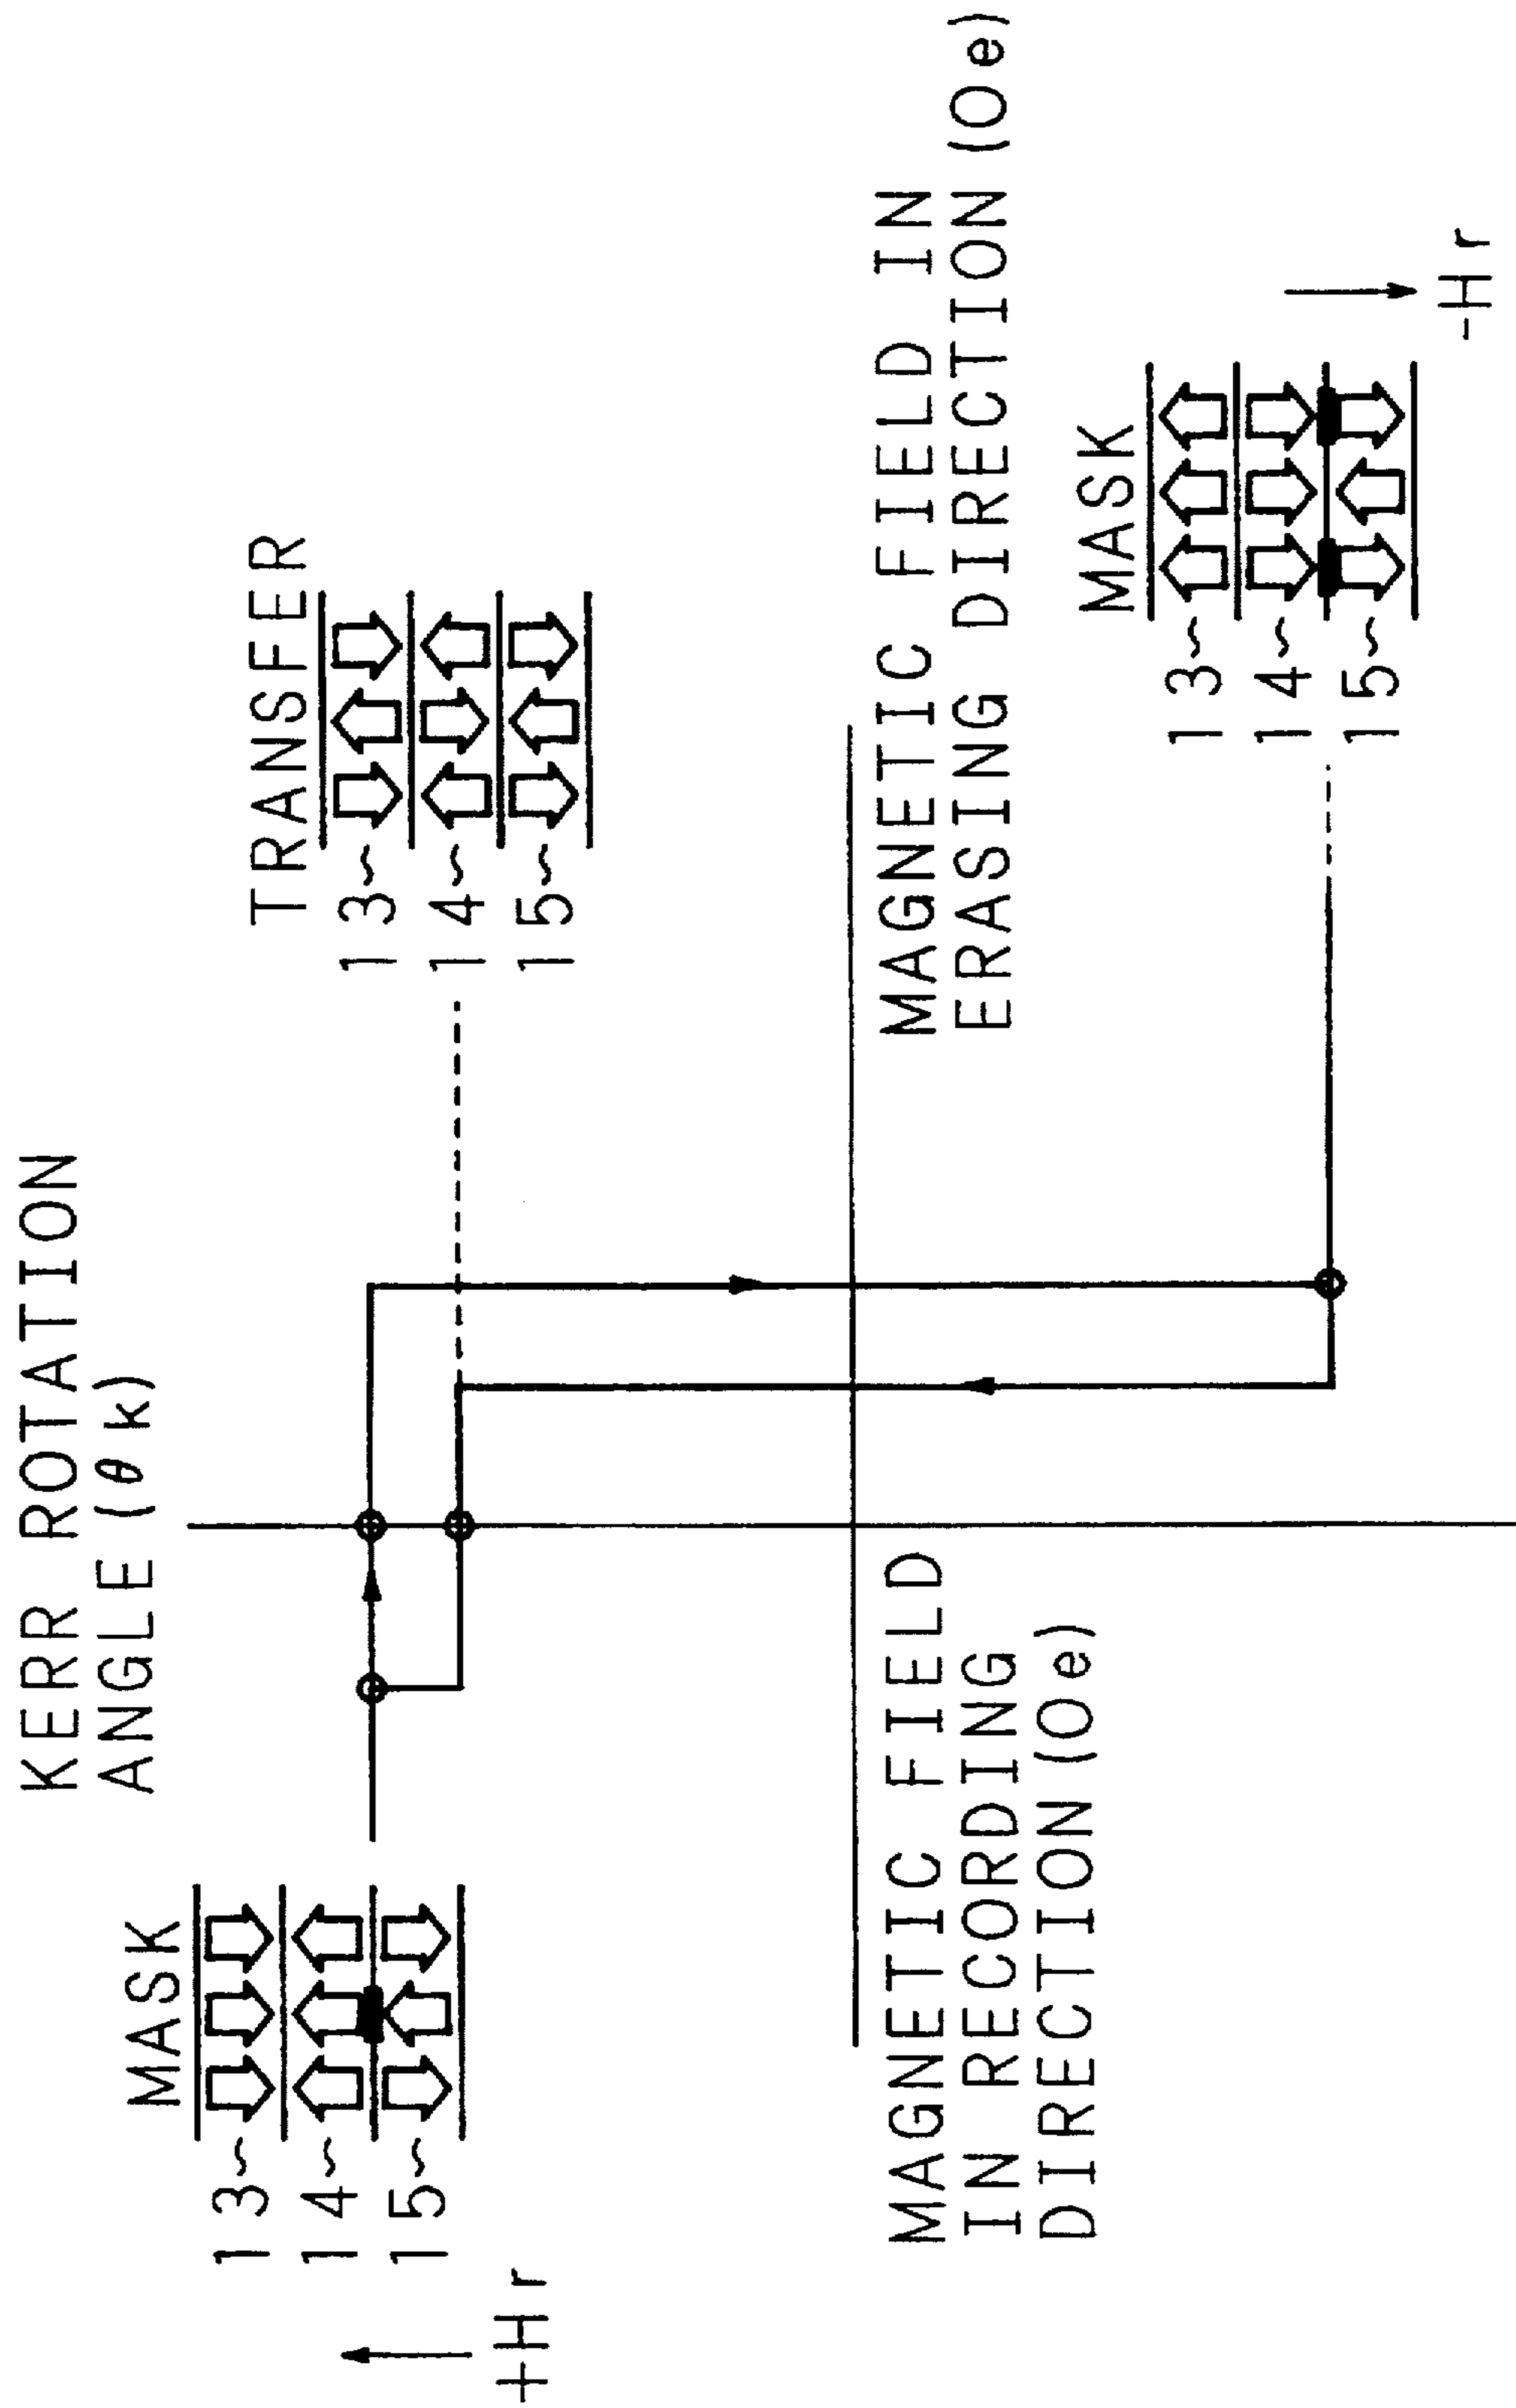 KERR ROTATION
ANGLE (θk)
MASK
13
14
15
+Hr
TRANSFER
13
14
15
MAGNETIC FIELD
IN RECORDING
DIRECTION (Oe)
MAGNETIC FIELD IN
ERASING DIRECTION (Oe)
MASK
13
14
15
-Hr